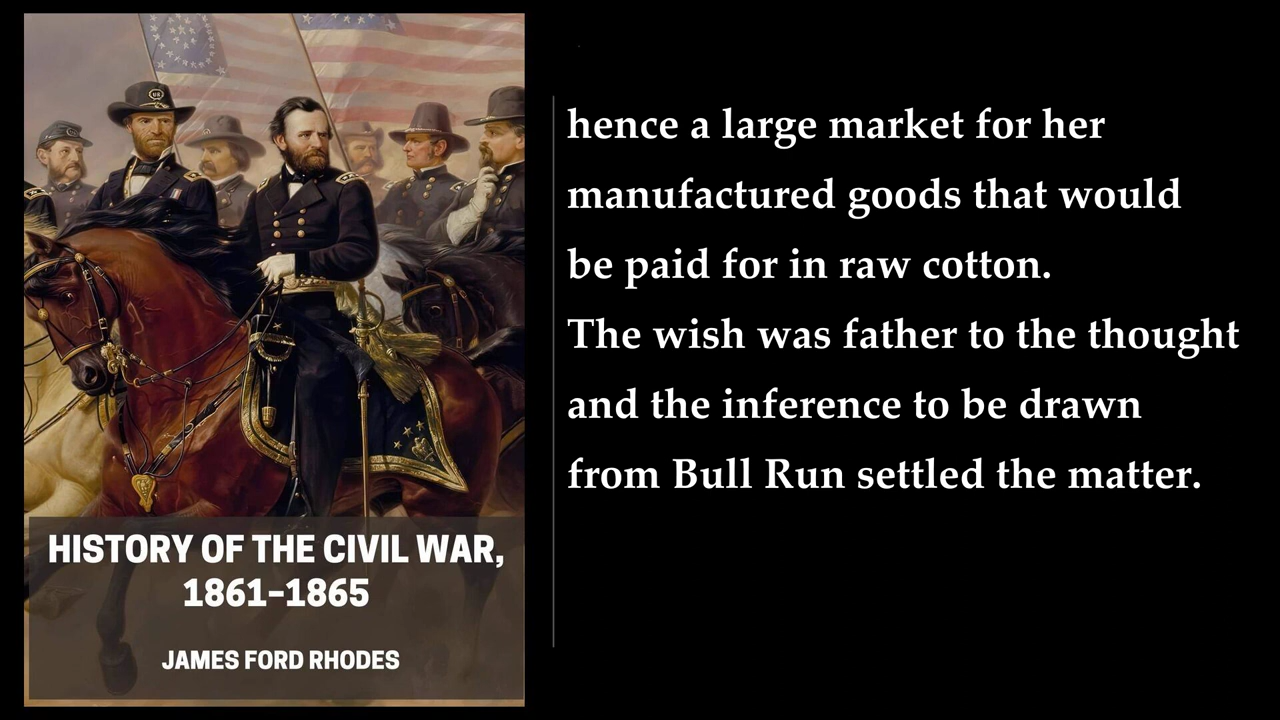 hence a large market for her
manufactured goods that would
be paid for in raw cotton.
The wish was father to the thought
and the inference to be drawn
from Bull Run settled the matter.
HISTORY OF THE CIVIL WAR,
1861–1865
JAMES FORD RHODES